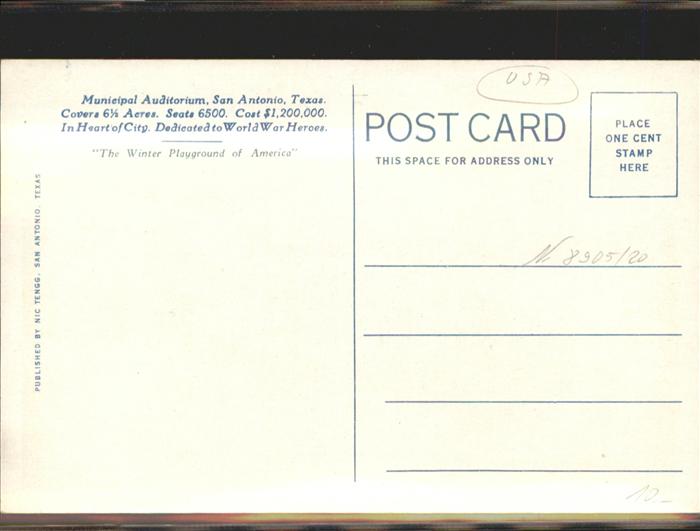 Municipal Auditorium, San Antonio, Texas.
Covers 6½ Acres. Seats 6500. Cost $1,200,000.
In Heart of City. Dedicated to World War Heroes.
"The Winter Playground of America"
PUBLISHED BY NIC TENGG, SAN ANTONIO, TEXAS
USA
POST CARD
THIS SPACE FOR ADDRESS ONLY
PLACE
ONE CENT
STAMP
HERE
8905/20
10-